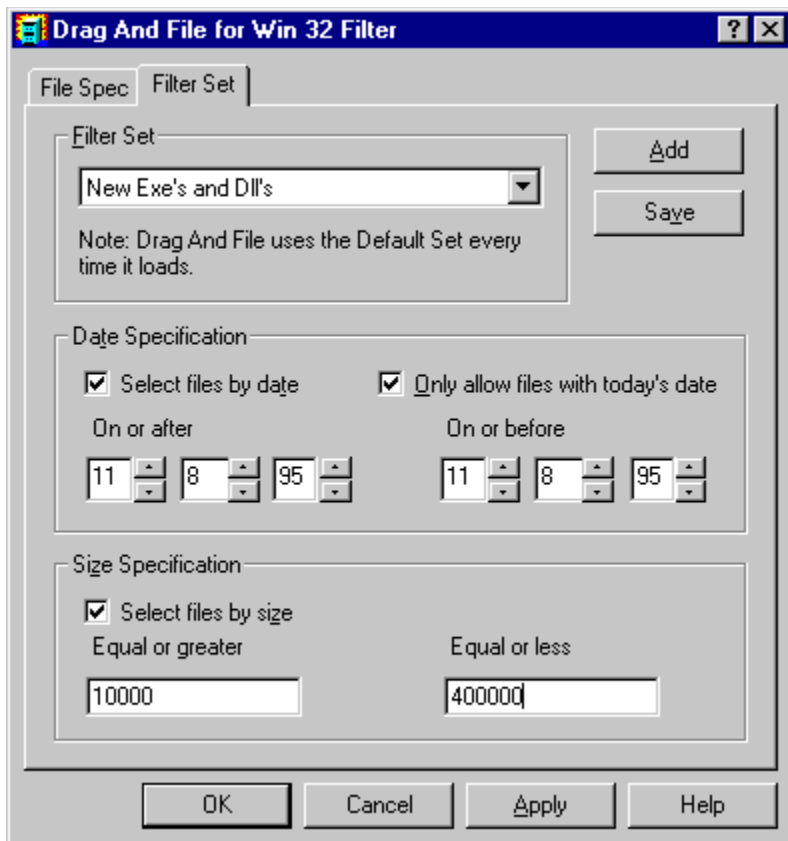 Drag And File for Win 32 Filter
File Spec
Filter Set
Filter Set
New Exe's and Dll's
Note: Drag And File uses the Default Set every
time it loads.
Add
Save
Date Specification
Select files by date
Only allow files with today's date
On or after
On or before
11 8 95
11 8 95
Size Specification
Select files by size
Equal or greater
Equal or less
10000
400000
OK
Cancel
Apply
Help